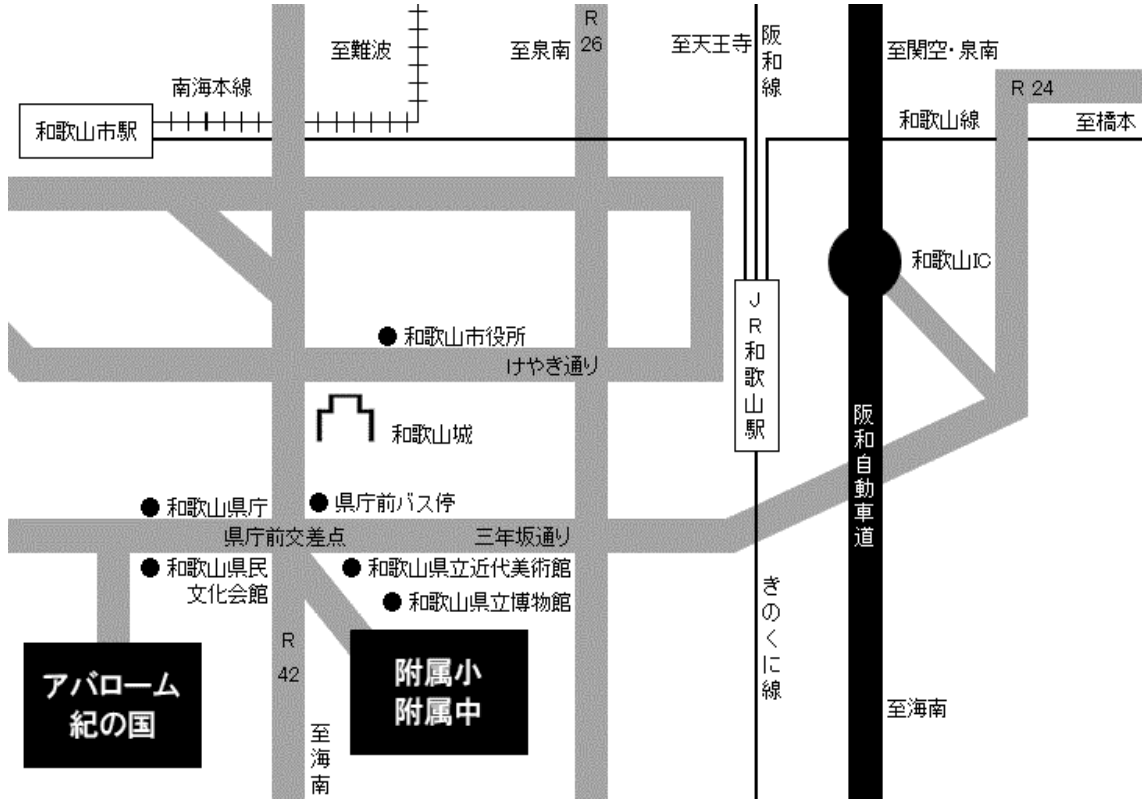 R
26
至難波
至泉南
至天王寺
阪和線
至関空・泉南
南海本線
R 24
和歌山市駅
和歌山線
至橋本
和歌山IC
JR和歌山駅
和歌山市役所
けやき通り
和歌山城
阪和自動車道
和歌山県庁
県庁前バス停
県庁前交差点
三年坂通り
和歌山県民
文化会館
和歌山県立近代美術館
和歌山県立博物館
きのくに線
R
42
アバローム
紀の国
附属小
附属中
至海南
至海南